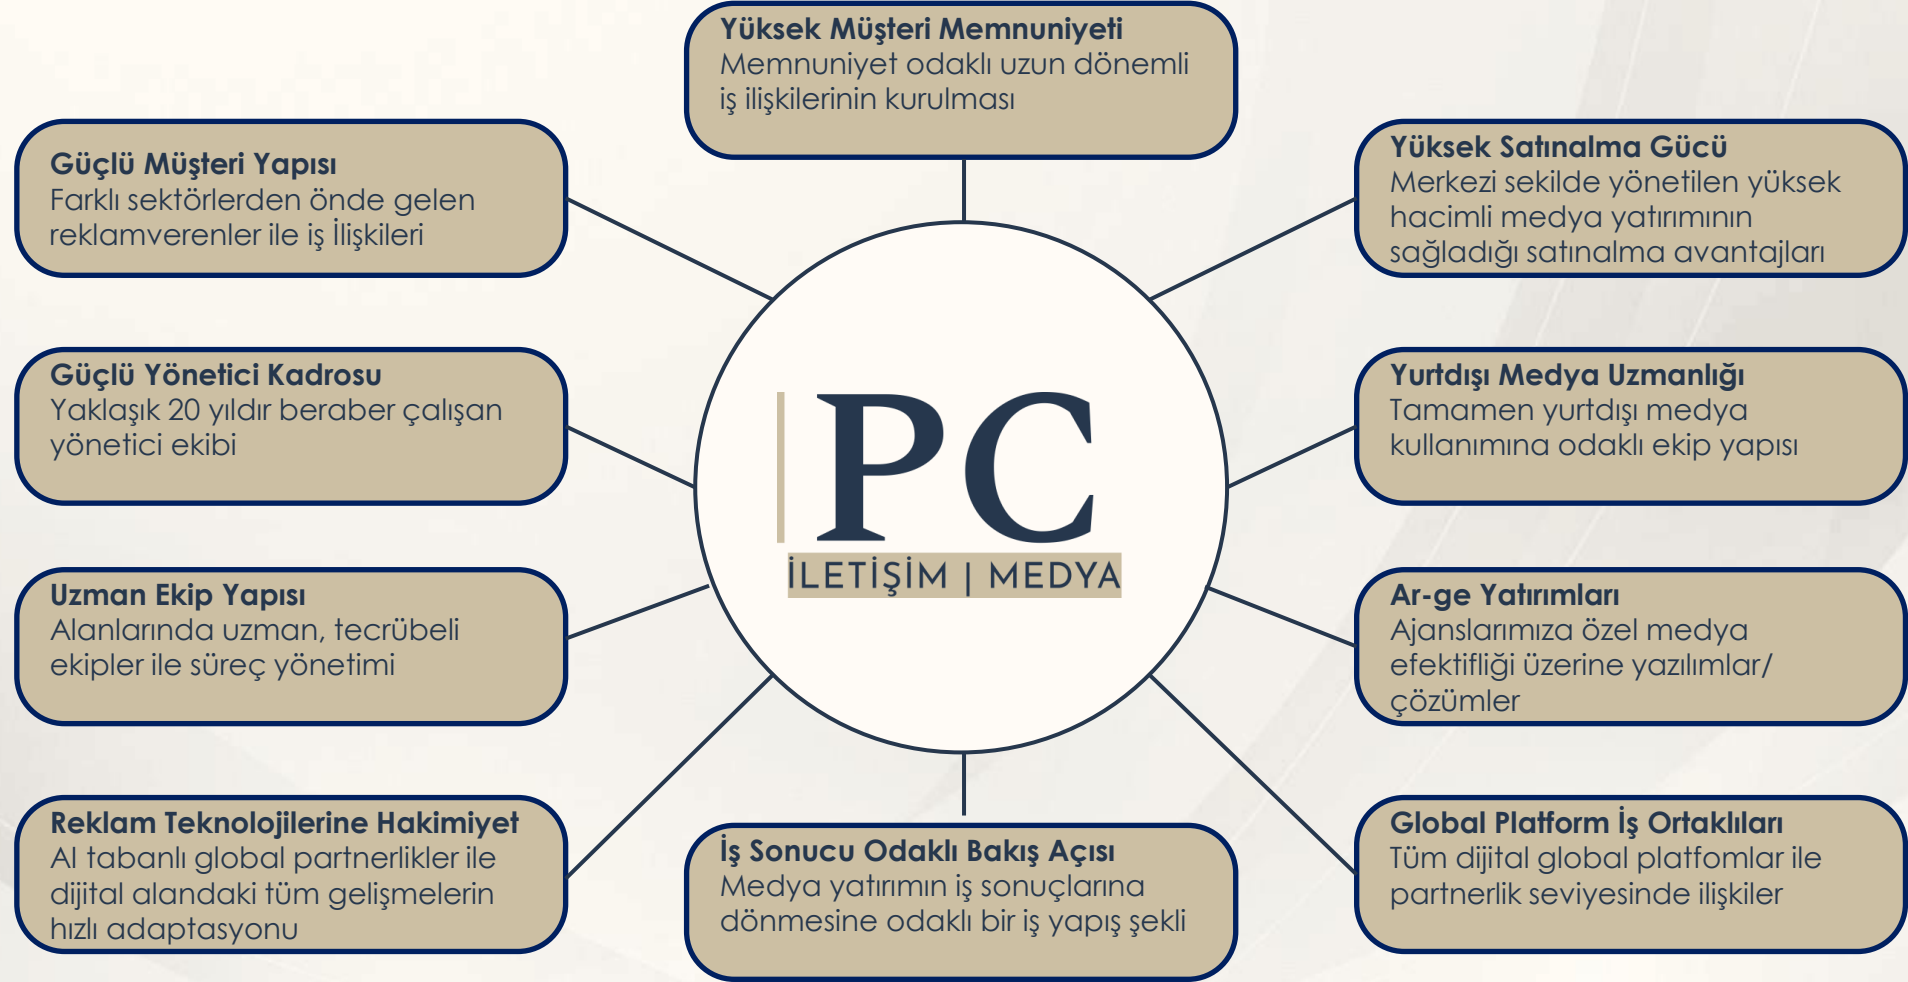 Yüksek Müşteri Memnuniyeti
Memnuniyet odaklı uzun dönemli
iş ilişkilerinin kurulması
Güçlü Müşteri Yapısı
Farklı sektörlerden önde gelen
reklamverenler ile iş İlişkileri
Yüksek Satınalma Gücü
Merkezi sekilde yönetilen yüksek
hacimli medya yatırımının
sağladığı satınalma avantajları
Güçlü Yönetici Kadrosu
Yaklaşık 20 yıldır beraber çalışan
yönetici ekibi
Yurtdışı Medya Uzmanlığı
Tamamen yurtdışı medya
kullanımına odaklı ekip yapısı
PC
İLETİŞİM | MEDYA
Uzman Ekip Yapısı
Alanlarında uzman, tecrübeli
ekipler ile süreç yönetimi
Ar-ge Yatırımları
Ajanslarımıza özel medya
efektifliği üzerine yazılımlar/
çözümler
Reklam Teknolojilerine Hakimiyet
AI tabanlı global partnerlikler ile
dijital alandaki tüm gelişmelerin
hızlı adaptasyonu
İş Sonucu Odaklı Bakış Açısı
Medya yatırımın iş sonuçlarına
dönmesine odaklı bir iş yapış şekli
Global Platform İş Ortaklıları
Tüm dijital global platfomlar ile
partnerlik seviyesinde ilişkiler